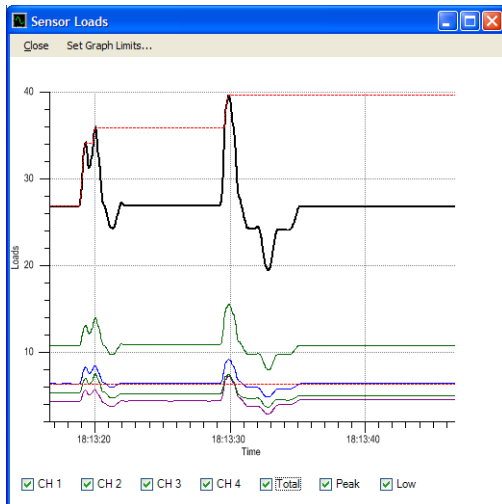 Sensor Loads
Close Set Graph Limits...
40
30
20
10
Loads
18:13:20 18:13:30 18:13:40
Time
CH 1 CH 2 CH 3 CH 4 Total Peak Low